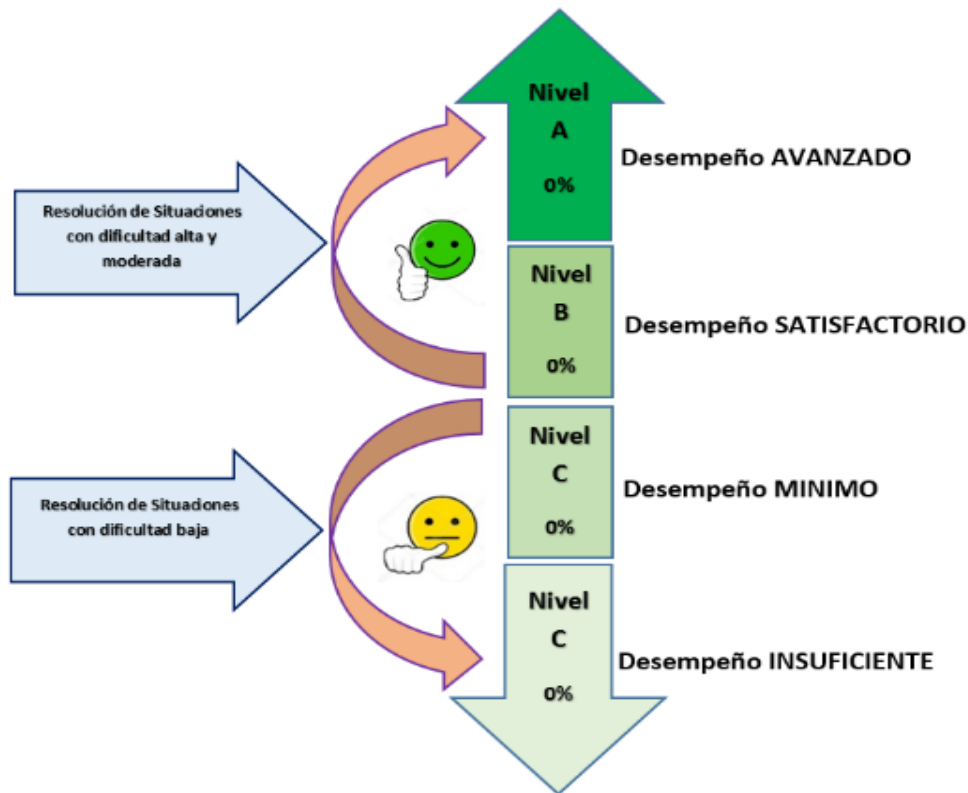 Nivel
A
0%
Desempeño AVANZADO
Resolución de Situaciones
con dificultad alta y
moderada
Nivel
B
0%
Desempeño SATISFACTORIO
Nivel
C
0%
Desempeño MINIMO
Resolución de Situaciones
con dificultad baja
Nivel
C
0%
Desempeño INSUFICIENTE